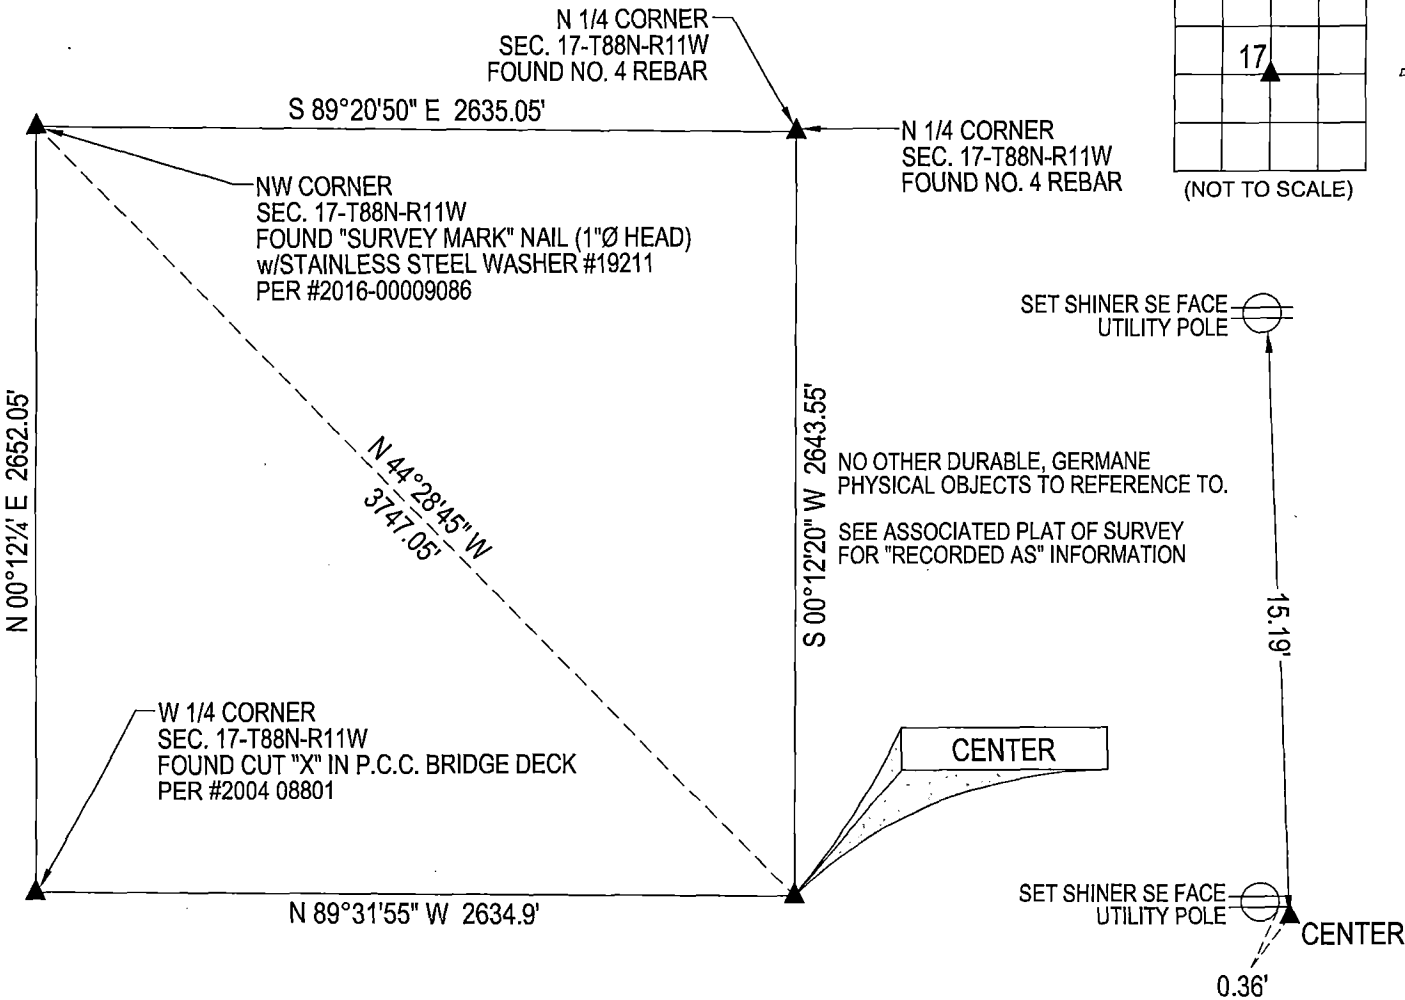 N 1/4 CORNER
SEC. 17-T88N-R11W
FOUND NO. 4 REBAR
17
(NOT TO SCALE)
S 89°20'50" E 2635.05'
N 1/4 CORNER
SEC. 17-T88N-R11W
FOUND NO. 4 REBAR
NW CORNER
SEC. 17-T88N-R11W
FOUND "SURVEY MARK" NAIL (1"Ø HEAD)
w/STAINLESS STEEL WASHER #19211
PER #2016-00009086
SET SHINER SE FACE
UTILITY POLE
N 00°12'14' E 2652.05'
N 44°28'45" W
3747.05'
S 00°12'20" W 2643.55'
NO OTHER DURABLE, GERMANE
PHYSICAL OBJECTS TO REFERENCE TO.
SEE ASSOCIATED PLAT OF SURVEY
FOR "RECORDED AS" INFORMATION
15.19'
W 1/4 CORNER
SEC. 17-T88N-R11W
FOUND CUT "X" IN P.C.C. BRIDGE DECK
PER #2004 08801
CENTER
N 89°31'55" W 2634.9'
SET SHINER SE FACE
UTILITY POLE
CENTER
0.36'